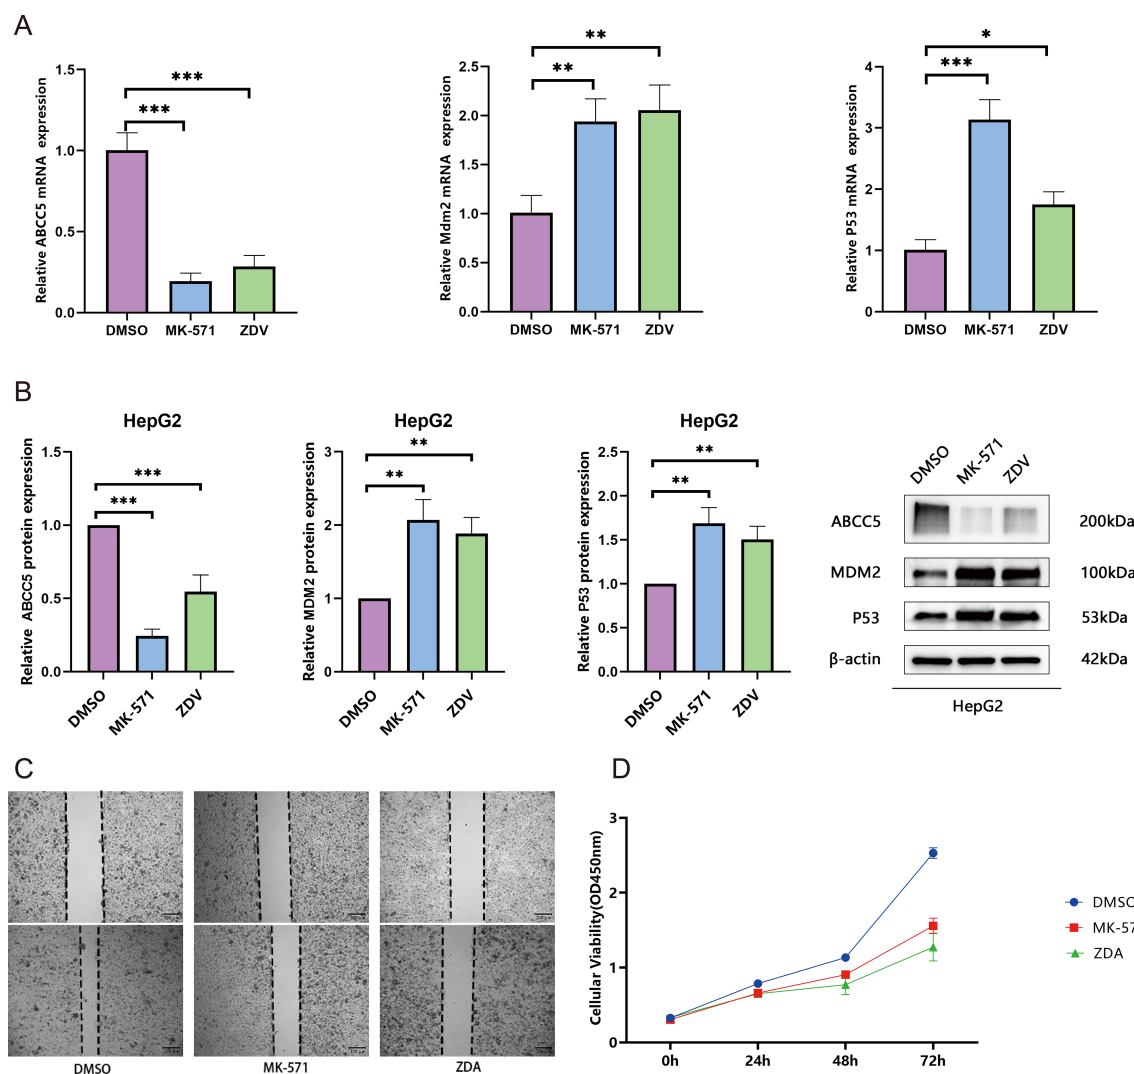 A
Relative ABCC5 mRNA expression
1.5
1.0
0.5
0.0
***
***
DMSO MK-571 ZDV
Relative Mdm2 mRNA expression
2.5
2.0
1.5
1.0
0.5
0.0
**
**
DMSO MK-571 ZDV
Relative P53 mRNA expression
4
3
2
1
0
*
***
DMSO MK-571 ZDV
B
HepG2
Relative ABCC5 protein expression
1.5
1.0
0.5
0.0
***
***
DMSO MK-571 ZDV
HepG2
Relative MDM2 protein expression
3
2
1
0
**
**
DMSO MK-571 ZDV
HepG2
Relative P53 protein expression
2.5
2.0
1.5
1.0
0.5
0.0
**
**
DMSO MK-571 ZDV
DMSO MK-571 ZDV
ABCC5 200kDa
MDM2 100kDa
P53 53kDa
β-actin 42kDa
HepG2
C
DMSO MK-571 ZDA
D
Cellular Viability(OD450nm)
3
2
1
0
0h 24h 48h 72h
DMSO
MK-57
ZDA